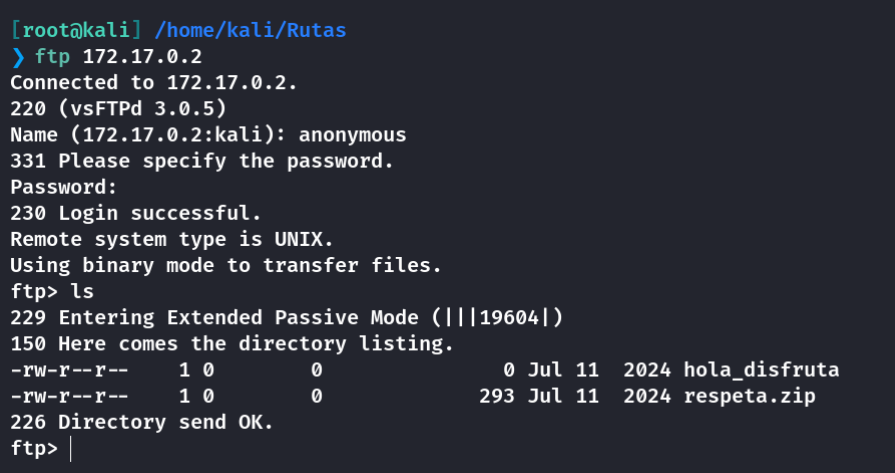 [root@kali] /home/kali/Rutas
❯ ftp 172.17.0.2
Connected to 172.17.0.2.
220 (vsFTPd 3.0.5)
Name (172.17.0.2:kali): anonymous
331 Please specify the password.
Password:
230 Login successful.
Remote system type is UNIX.
Using binary mode to transfer files.
ftp> ls
229 Entering Extended Passive Mode (|||19604|)
150 Here comes the directory listing.
-rw-r--r--    1 0        0               0 Jul 11  2024 hola_disfruta
-rw-r--r--    1 0        0             293 Jul 11  2024 respeta.zip
226 Directory send OK.
ftp>